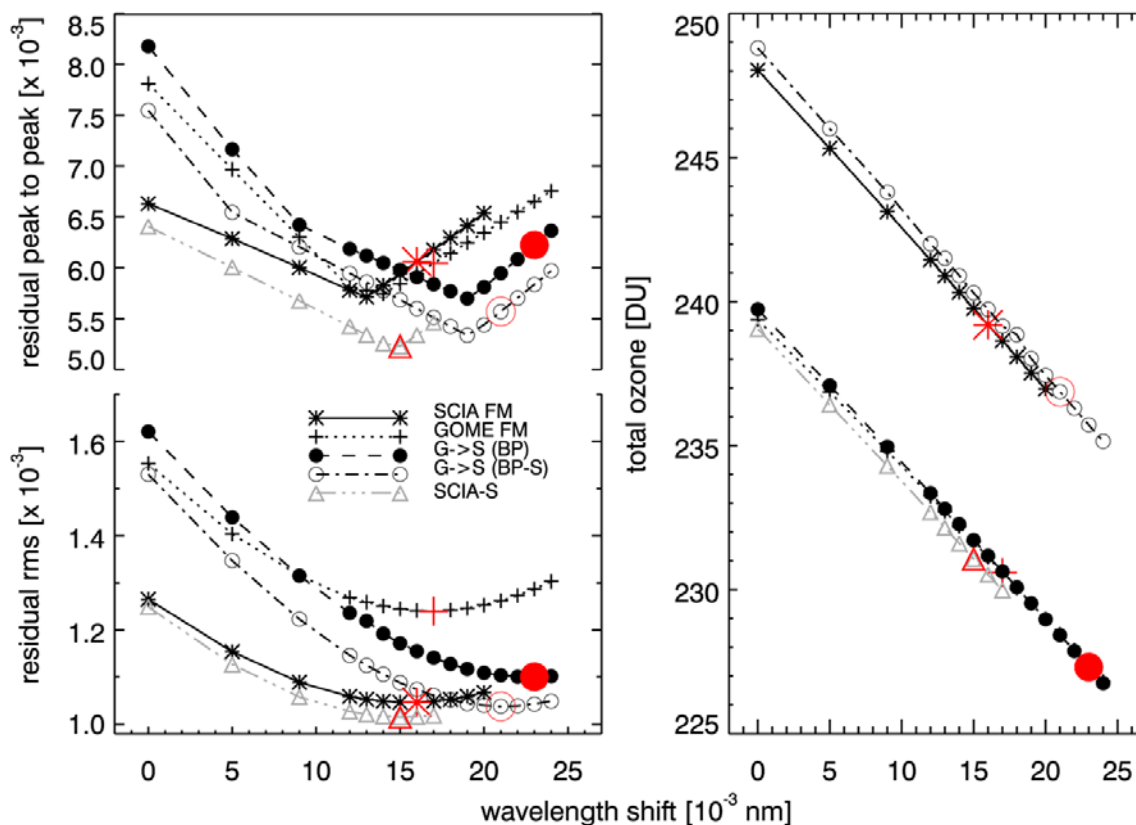 residual peak to peak [x 10-3]
8.5
8.0
7.5
7.0
6.5
6.0
5.5
5.0
residual rms [x 10-3]
1.6
1.4
1.2
1.0
SCIA FM
GOME FM
G->S (BP)
G->S (BP-S)
SCIA-S
0 5 10 15 20 25
total ozone [DU]
250
245
240
235
230
225
0 5 10 15 20 25
wavelength shift [10-3 nm]